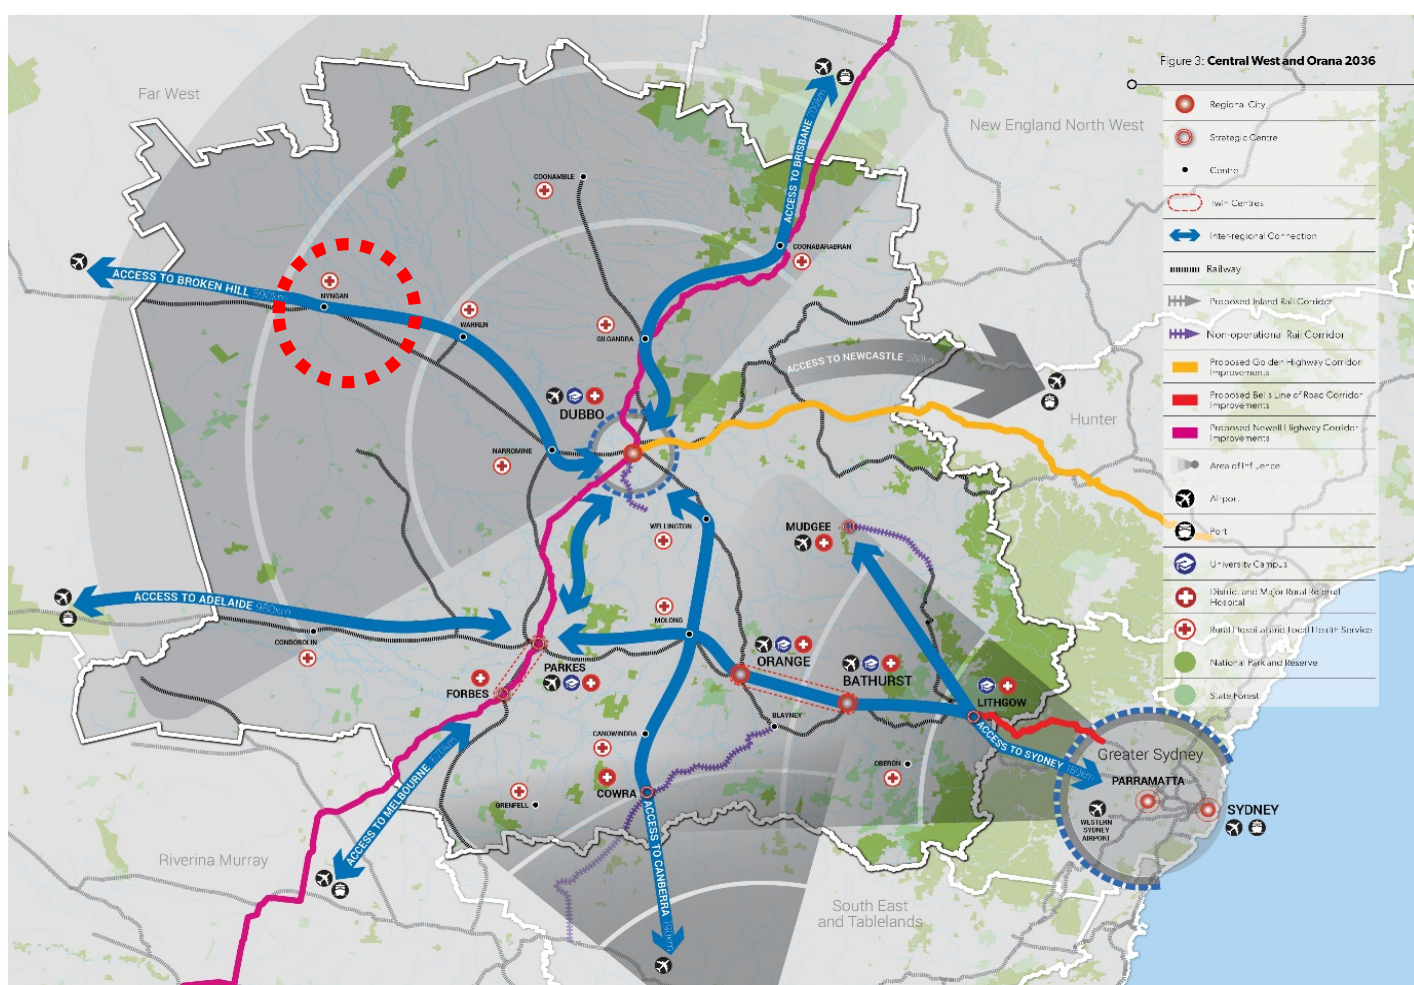 Figure 3: Central West and Orana 2036
Regional City
Strategic Centre
Centre
Twin Centres
Inter-regional Connection
Railway
Proposed Inland Rail Corridor
Non-operational Rail Corridor
Proposed Golden Highway Corridor
Improvements
Proposed Bells Line of Road Corridor
Improvements
Proposed Newell Highway Corridor
Improvements
Area of Influence
Airport
Port
University Campus
District and Major Rural Referral
Hospital
Rural Hospital and Local Health Service
National Park and Reserve
State Forest
Far West
New England North West
ACCESS TO BRISBANE
COONAMBLE
COONABARABRAN
ACCESS TO BROKEN HILL 590km
NYNGAN
WARREN
GILGANDRA
ACCESS TO NEWCASTLE 380km
Hunter
DUBBO
NARROMINE
WELLINGTON
MUDGEE
ACCESS TO ADELAIDE 980km
CONDOBOLIN
MOLONG
PARKES
FORBES
ORANGE
BATHURST
LITHGOW
BLAYNEY
CANOWINDRA
OBERON
COWRA
GRENFELL
ACCESS TO SYDNEY
Greater Sydney
PARRAMATTA
SYDNEY
WESTERN
SYDNEY
AIRPORT
ACCESS TO MELBOURNE
ACCESS TO CANBERRA
Riverina Murray
South East
and Tablelands